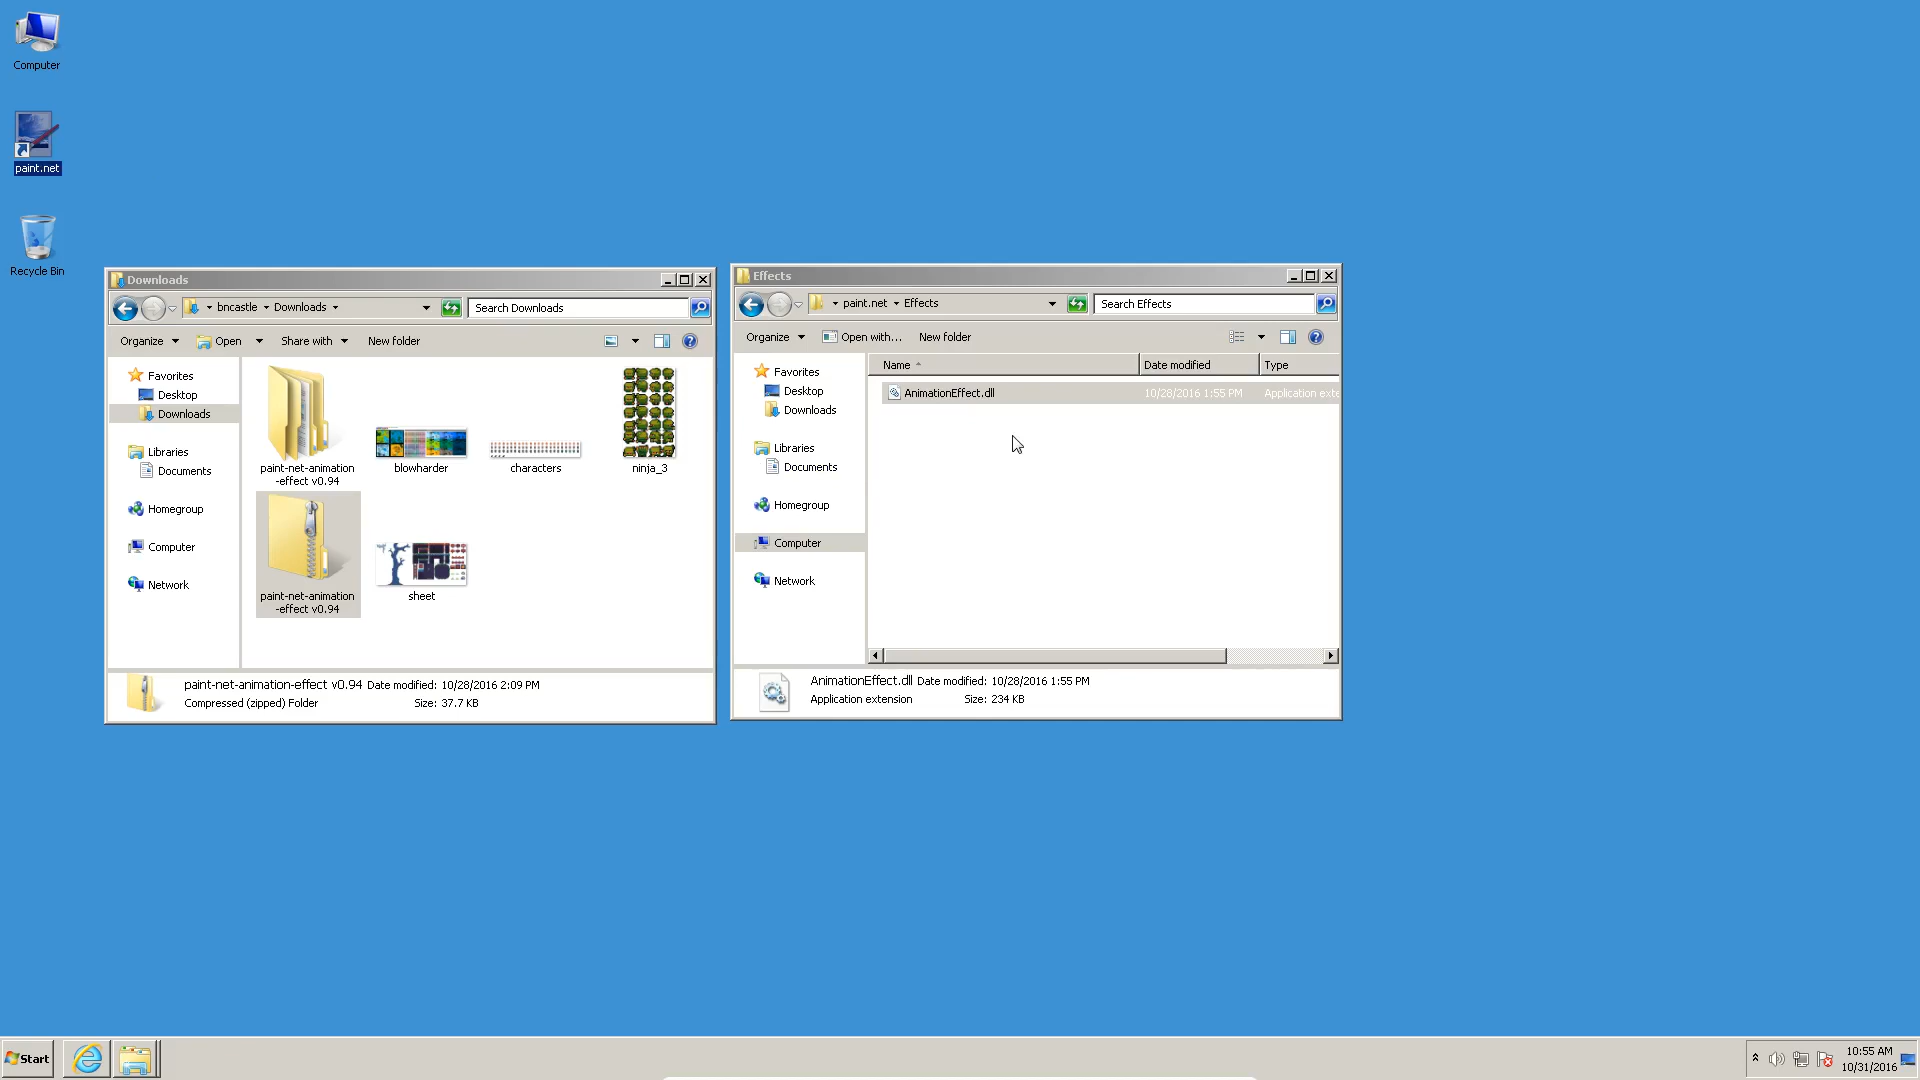 Computer
paint.net
Recycle Bin
Downloads
bncastle Downloads
Search Downloads
Organize Open Share with New folder
Favorites
Desktop
Downloads
Libraries
Documents
Homegroup
Computer
Network
paint-net-animation
-effect v0.94
blowharder
characters
ninja_3
paint-net-animation
-effect v0.94
sheet
paint-net-animation-effect v0.94 Date modified: 10/28/2016 2:09 PM
Compressed (zipped) Folder Size: 37.7 KB
Effects
paint.net Effects
Search Effects
Organize Open with... New folder
Favorites
Desktop
Downloads
Libraries
Documents
Homegroup
Computer
Network
Name Date modified Type
AnimationEffect.dll 10/28/2016 1:55 PM Application exte
AnimationEffect.dll Date modified: 10/28/2016 1:55 PM
Application extension Size: 234 KB
Start
10:55 AM
10/31/2016